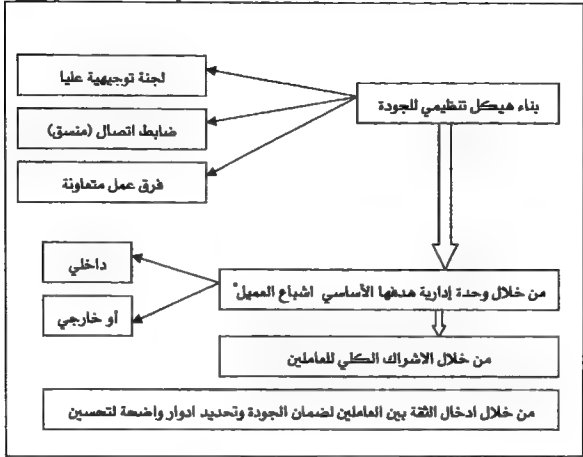 لجنة توجيهية عليا
بناء هيكل تنظيمي للجودة
ضابط اتصال (منسق)
فرق عمل متعاونة
داخلي
من خلال وحدة إدارية هدفها الأساسي اشباع العميل"
أو خارجي
من خلال الاشراك الكلي للعاملين
من خلال ادخال الثقة بين العاملين لضمان الجودة وتحديد ادوار واضحة لتحسين